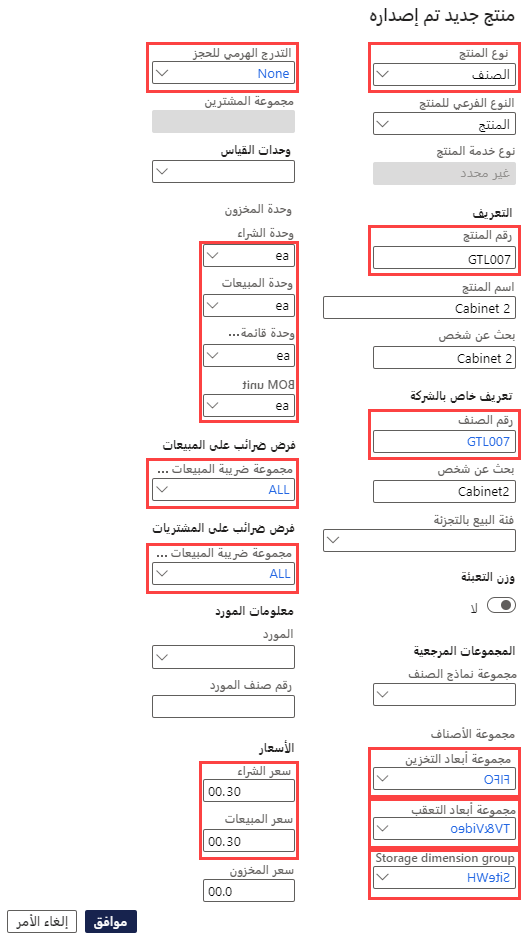 منتج جديد تم إصداره
نوع المنتج
الصنف
النوع الفرعي للمنتج
المنتج
نوع خدمة المنتج
غير محدد
التعريف
رقم المنتج
GTL007
اسم المنتج
Cabinet 2
بحث عن شخص
Cabinet 2
تعريف خاص بالشركة
رقم الصنف
GTL007
بحث عن شخص
Cabinet2
فئة البيع بالتجزئة
وزن التعبئة
لا
المجموعات المرجعية
مجموعة نماذج الصنف
مجموعة الأصناف
مجموعة أبعاد التخزين
FIFO
مجموعة أبعاد التعقب
TV&Video
Storage dimension group
SiteWH
التدرج الهرمي للحجز
None
مجموعة المشترين
وحدات القياس
وحدة المخزون
وحدة الشراء
ea
وحدة المبيعات
ea
وحدة قائمة...
ea
BOM unit
ea
فرض ضرائب على المبيعات
مجموعة ضريبة المبيعات ...
ALL
فرض ضرائب على المشتريات
مجموعة ضريبة المبيعات ...
ALL
معلومات المورد
المورد
رقم صنف المورد
الأسعار
سعر الشراء
00.30
سعر المبيعات
00.30
سعر المخزون
00.0
موافق
إلغاء الأمر